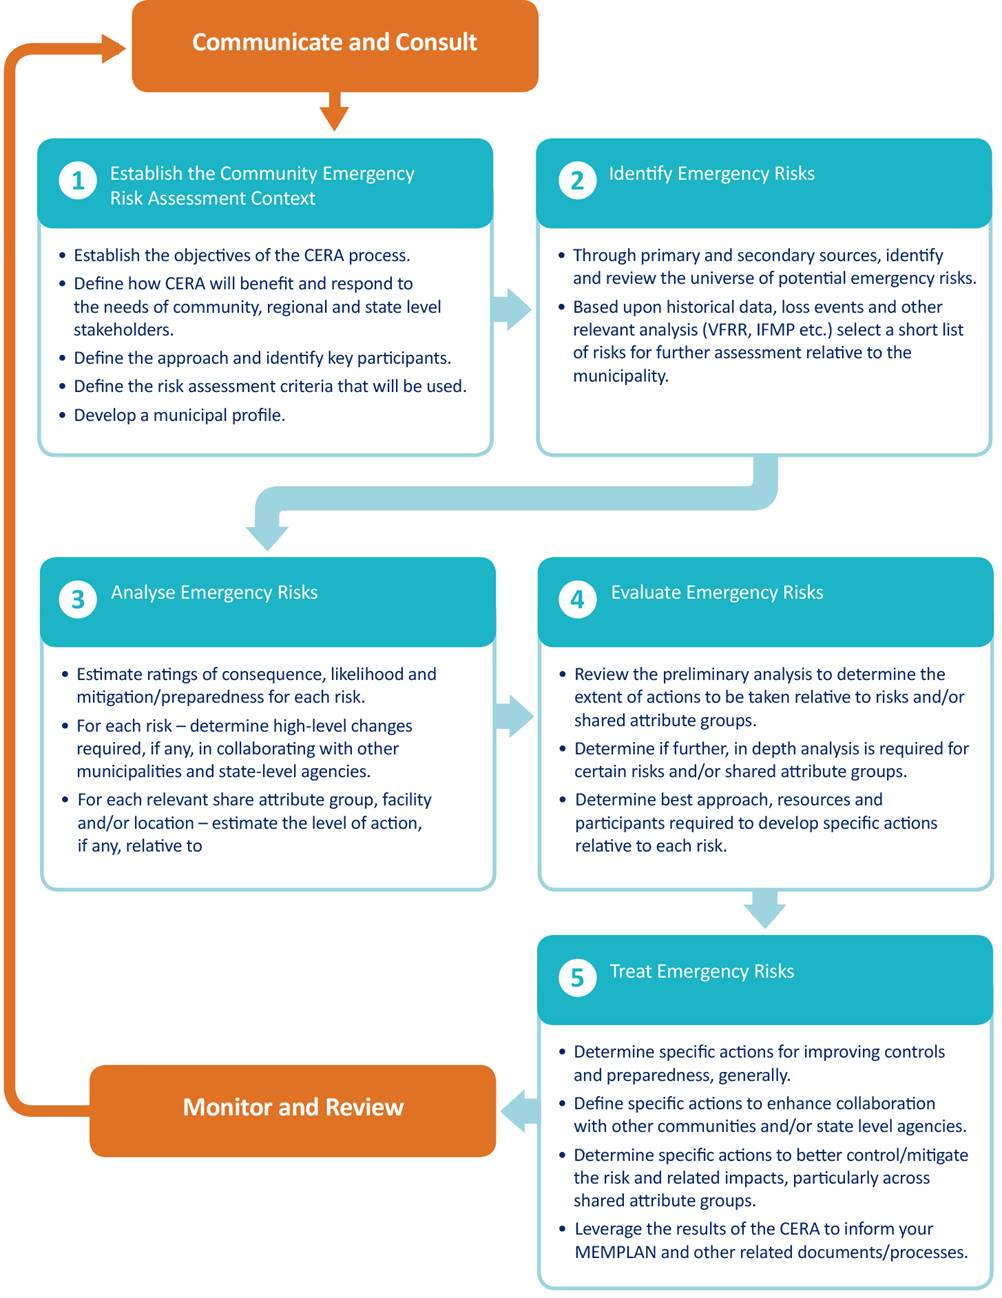 Communicate and Consult
1
Establish the Community Emergency
Risk Assessment Context
• Establish the objectives of the CERA process.
• Define how CERA will benefit and respond to
the needs of community, regional and state level
stakeholders.
• Define the approach and identify key participants.
• Define the risk assessment criteria that will be used.
• Develop a municipal profile.
2
Identify Emergency Risks
• Through primary and secondary sources, identify
and review the universe of potential emergency risks.
• Based upon historical data, loss events and other
relevant analysis (VFRR, IFMP etc.) select a short list
of risks for further assessment relative to the
municipality.
3
Analyse Emergency Risks
• Estimate ratings of consequence, likelihood and
mitigation/preparedness for each risk.
• For each risk – determine high-level changes
required, if any, in collaborating with other
municipalities and state-level agencies.
• For each relevant share attribute group, facility
and/or location – estimate the level of action,
if any, relative to
4
Evaluate Emergency Risks
• Review the preliminary analysis to determine the
extent of actions to be taken relative to risks and/or
shared attribute groups.
• Determine if further, in depth analysis is required for
certain risks and/or shared attribute groups.
• Determine best approach, resources and
participants required to develop specific actions
relative to each risk.
5
Treat Emergency Risks
• Determine specific actions for improving controls
and preparedness, generally.
• Define specific actions to enhance collaboration
with other communities and/or state level agencies.
• Determine specific actions to better control/mitigate
the risk and related impacts, particularly across
shared attribute groups.
• Leverage the results of the CERA to inform your
MEMPLAN and other related documents/processes.
Monitor and Review